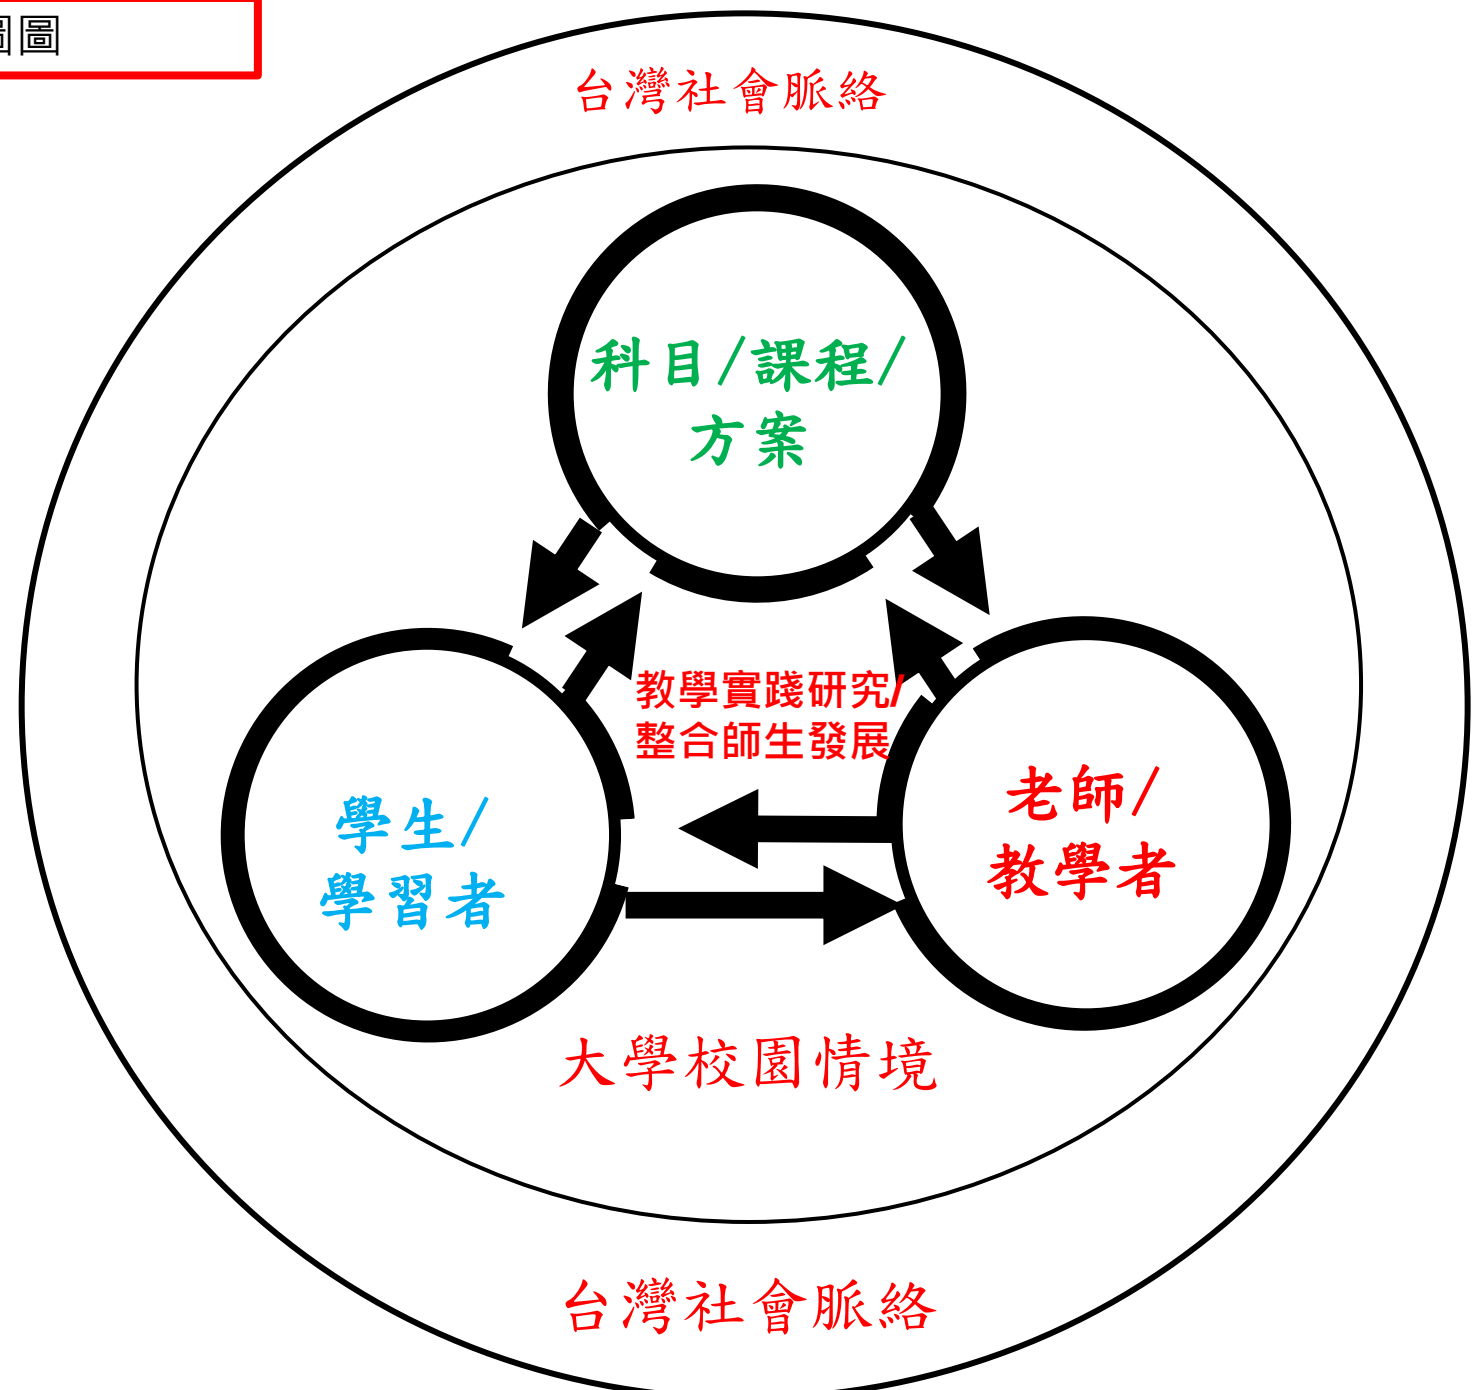 圖圖
台灣社會脈絡
科目/課程/
方案
教學實踐研究/
整合師生發展
學生/
學習者
老師/
教學者
大學校園情境
台灣社會脈絡